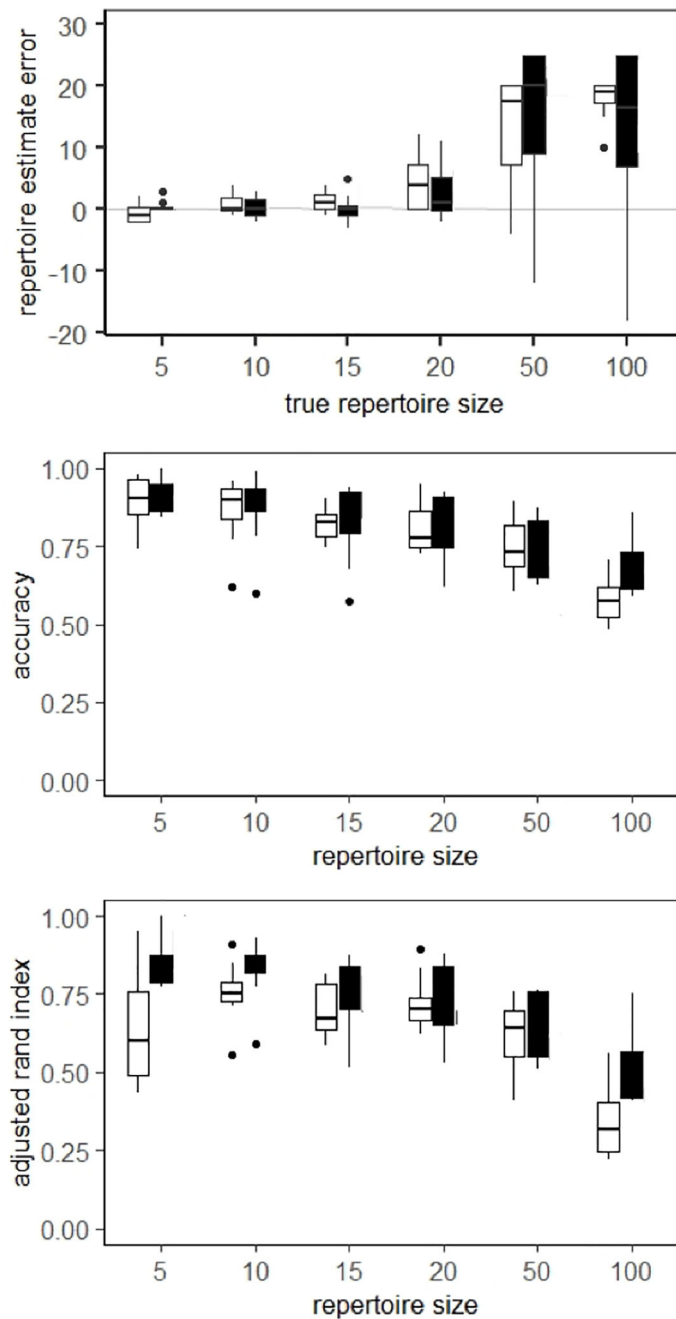 repertoire estimate error
30
20
10
0
-10
-20
5 10 15 20 50 100
true repertoire size
accuracy
1.00
0.75
0.50
0.25
0.00
5 10 15 20 50 100
repertoire size
adjusted rand index
1.00
0.75
0.50
0.25
0.00
5 10 15 20 50 100
repertoire size